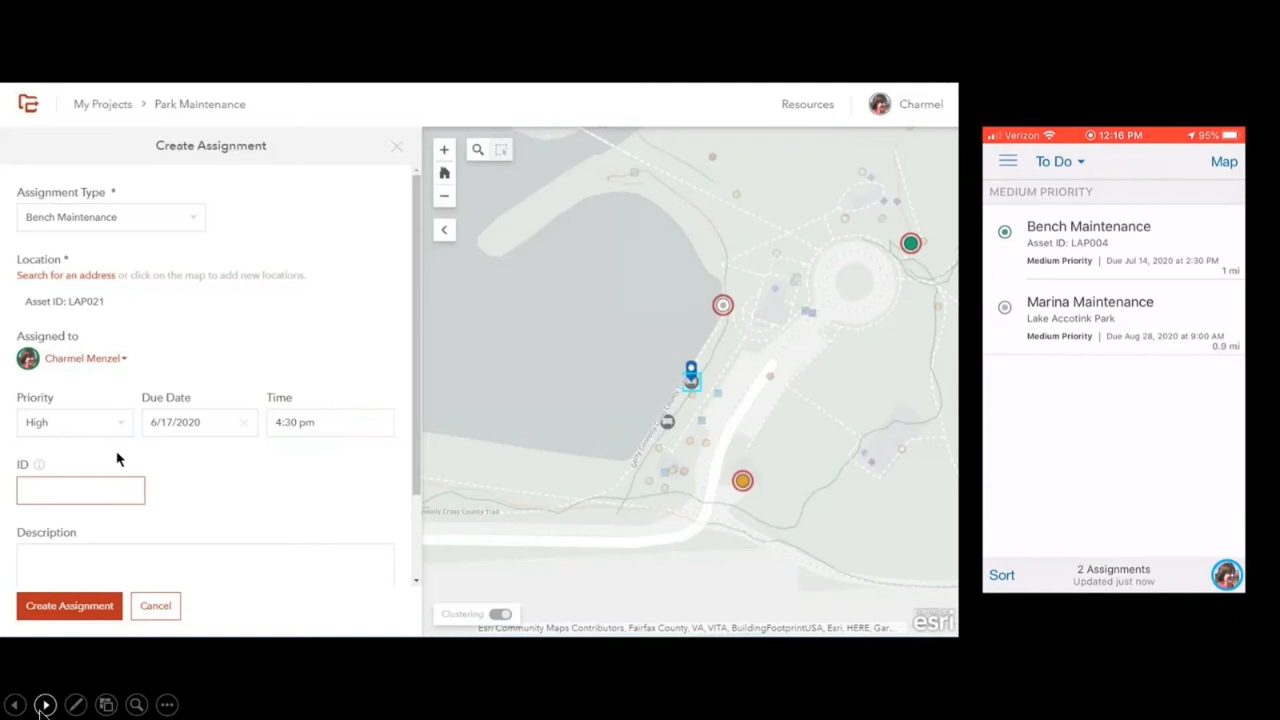 My Projects > Park Maintenance
Resources
Charmel
Create Assignment
Assignment Type *
Bench Maintenance
Location *
Search for an address or click on the map to add new locations.
Asset ID: LAP021
Assigned to
Charmel Menzel
Priority
Due Date
Time
High
6/17/2020
4:30 pm
ID
Description
Create Assignment
Cancel
Clustering
Esri Community Maps Contributors, Fairfax County, VA, VITA, BuildingFootprintUSA, Esri, HERE, Gar...
esri
Verizon
12:16 PM
95%
To Do
Map
MEDIUM PRIORITY
Bench Maintenance
Asset ID: LAP004
Medium Priority | Due Jul 14, 2020 at 2:30 PM
1 mi
Marina Maintenance
Lake Accotink Park
Medium Priority | Due Aug 28, 2020 at 9:00 AM
0.9 mi
Sort
2 Assignments
Updated just now